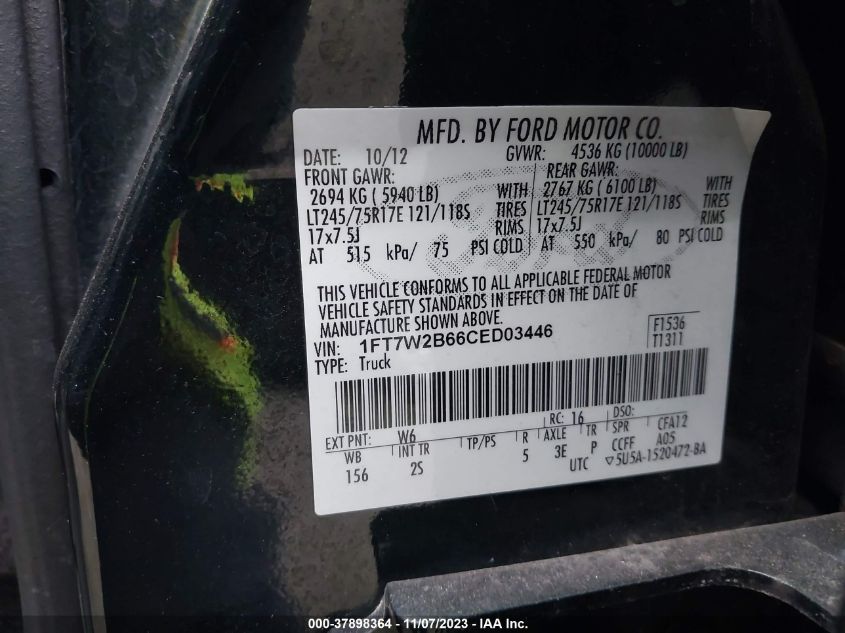 MFD. BY FORD MOTOR CO.
DATE: 10/12 GVWR: 4536 KG (10000 LB)
FRONT GAWR: REAR GAWR:
2694 KG ( 5940 LB) WITH 2767 KG ( 6100 LB) WITH
LT245/75R17E 121/118S TIRES LT245/75R17E 121/118S TIRES
17x7.5J RIMS 17x7.5J RIMS
AT 515 kPa/ 75 PSI COLD AT 550 kPa/ 80 PSI COLD
THIS VEHICLE CONFORMS TO ALL APPLICABLE FEDERAL MOTOR
VEHICLE SAFETY STANDARDS IN EFFECT ON THE DATE OF
MANUFACTURE SHOWN ABOVE.
VIN: 1FT7W2B66CED03446 F1536
TYPE: Truck T1311
EXT PNT: W6 RC: 16 DSO:
WB INT TR TP/PS R AXLE TR SPR CFA12
156 2S 5 3E P CCFF A05
UTC ▽5U5A-1520472-BA
000-37898364 — 11/07/2023 — IAA Inc.